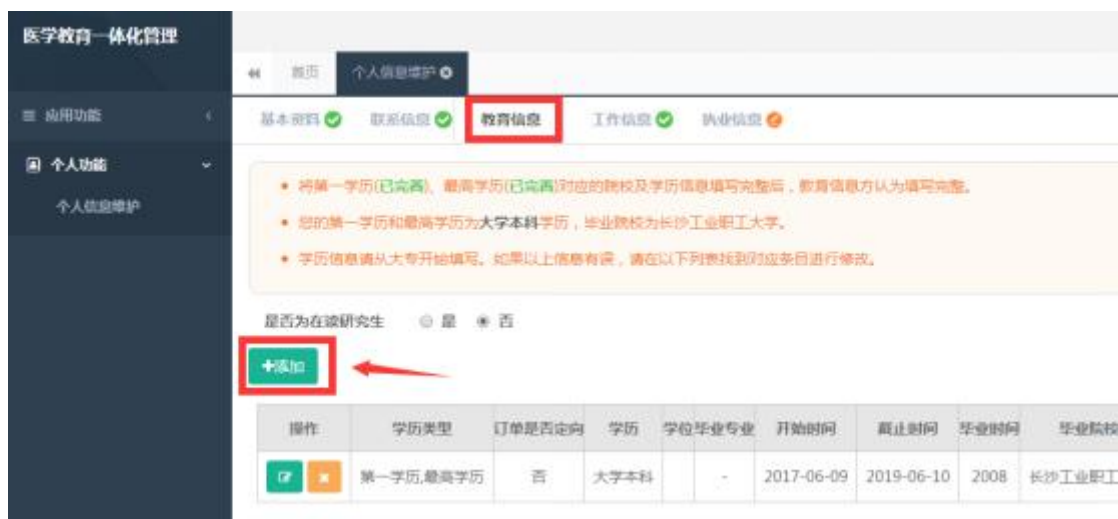 医学教育一体化管理
首页 个人信息维护
应用功能
基本资料 联系信息 教育信息 工作信息 执业信息
个人功能
个人信息维护
将第一学历(已完善)、最高学历(已完善)对应的院校及学历信息填写完整后，教育信息方认为填写完整。
您的第一学历和最高学历为大学本科学历，毕业院校为长沙工业职工大学。
学历信息请从大专开始填写。如果以上信息有误，请在以下列表找到对应条目进行修改。
是否为在读研究生 是 否
+添加
操作 学历类型 订单是否定向 学历 学位 毕业专业 开始时间 截止时间 毕业时间 毕业院校
第一学历,最高学历 否 大学本科 - 2017-06-09 2019-06-10 2008 长沙工业职工